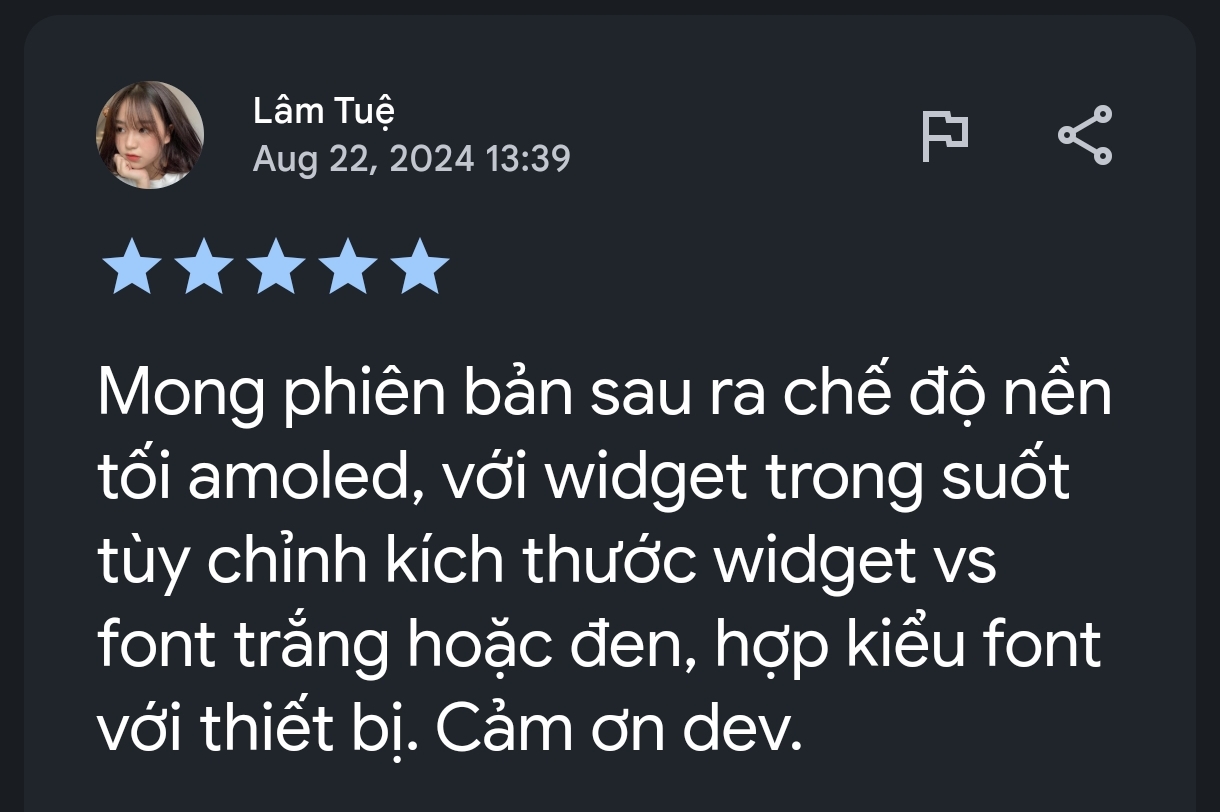 Lâm Tuệ
Aug 22, 2024 13:39
Mong phiên bản sau ra chế độ nền
tối amoled, với widget trong suốt
tùy chỉnh kích thước widget vs
font trắng hoặc đen, hợp kiểu font
với thiết bị. Cảm ơn dev.